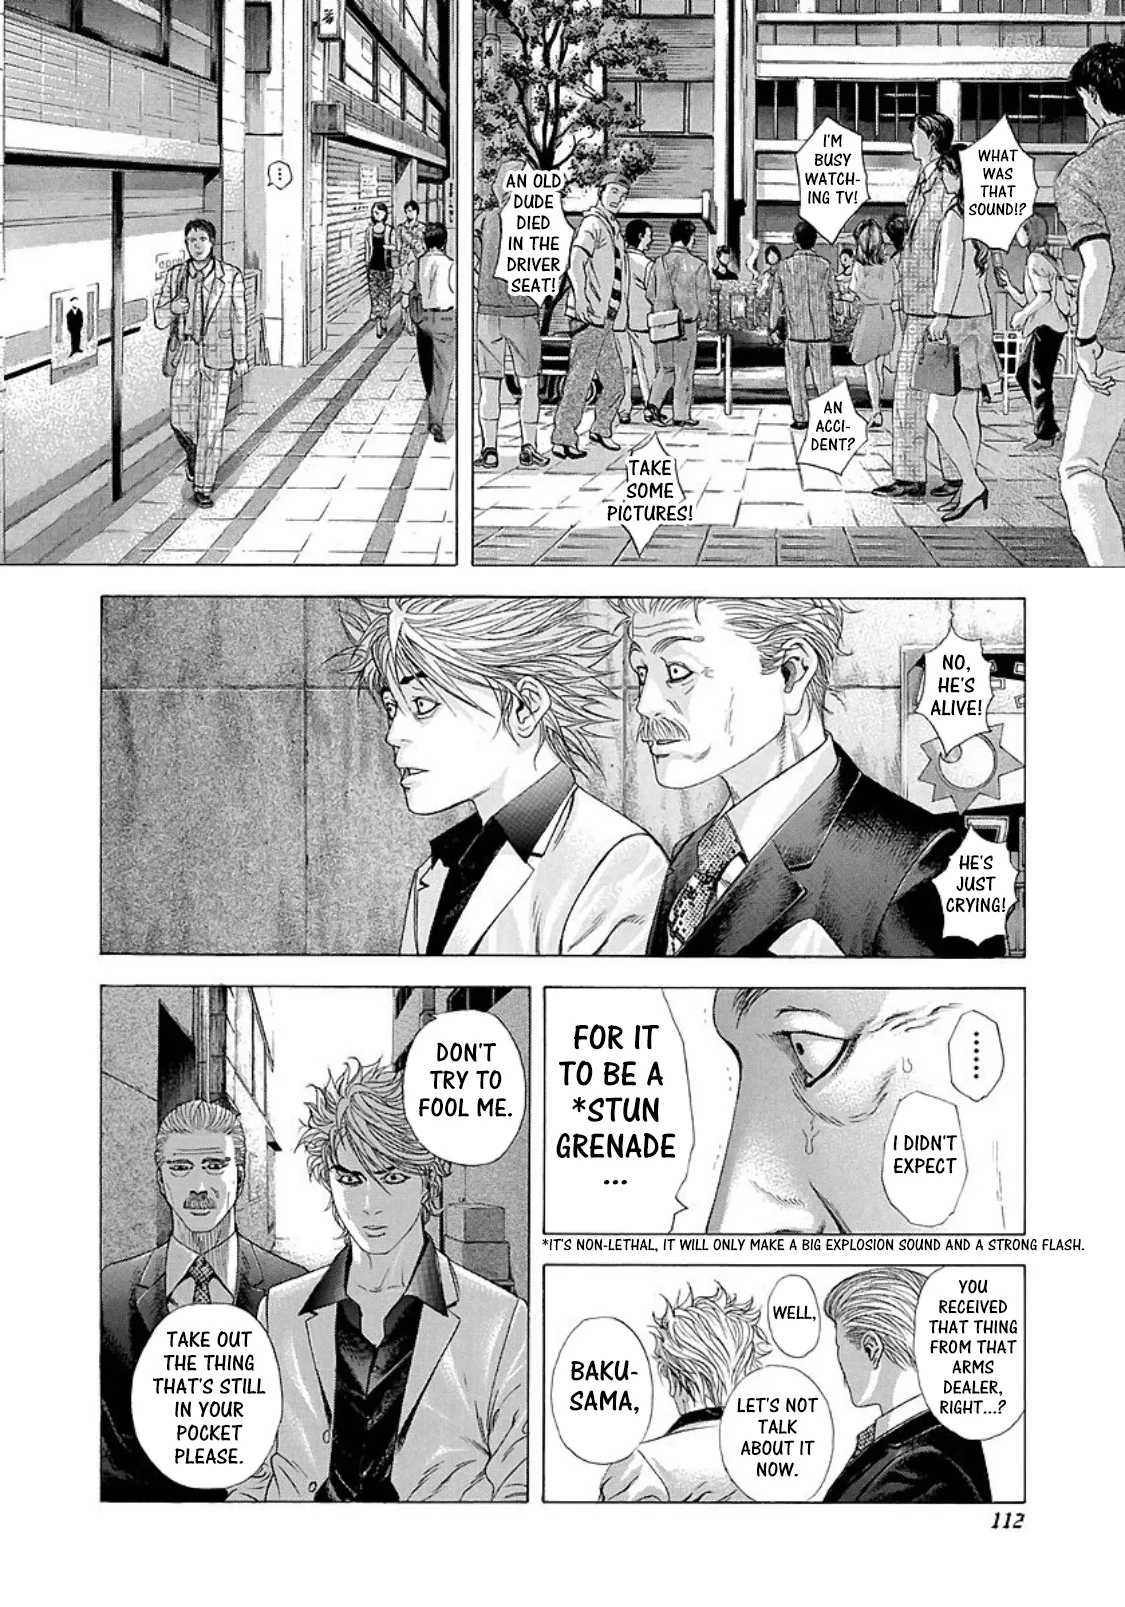 WHAT
WAS
THAT
SOUND!?
I'M
BUSY
WATCH-
ING TV!
AN OLD
DUDE
DIED
IN THE
DRIVER
SEAT!
AN
ACCI-
DENT?
TAKE
SOME
PICTURES!
...
NO,
HE'S
ALIVE!
HE'S
JUST
CRYING!
......
I DIDN'T
EXPECT
FOR IT
TO BE A
*STUN
GRENADE
...
*IT'S NON-LETHAL, IT WILL ONLY MAKE A BIG EXPLOSION SOUND AND A STRONG FLASH.
YOU
RECEIVED
THAT THING
FROM THAT
ARMS
DEALER,
RIGHT...?
WELL,
LET'S NOT
TALK
ABOUT IT
NOW.
BAKU-
SAMA,
DON'T
TRY TO
FOOL ME.
TAKE OUT
THE THING
THAT'S STILL
IN YOUR
POCKET
PLEASE.
112